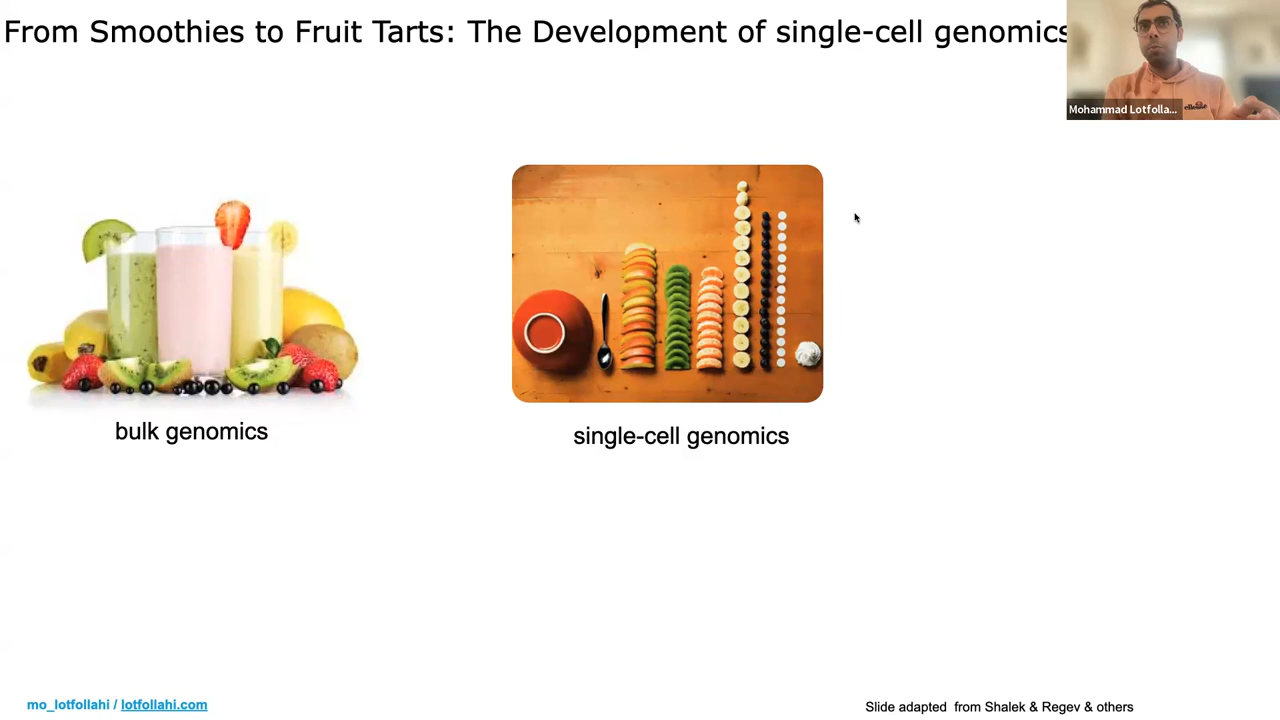 From Smoothies to Fruit Tarts: The Development of single-cell genomics
Mohammad Lotfolla...
ellesse
bulk genomics
single-cell genomics
mo_lotfollahi / lotfollahi.com
Slide adapted from Shalek & Regev & others